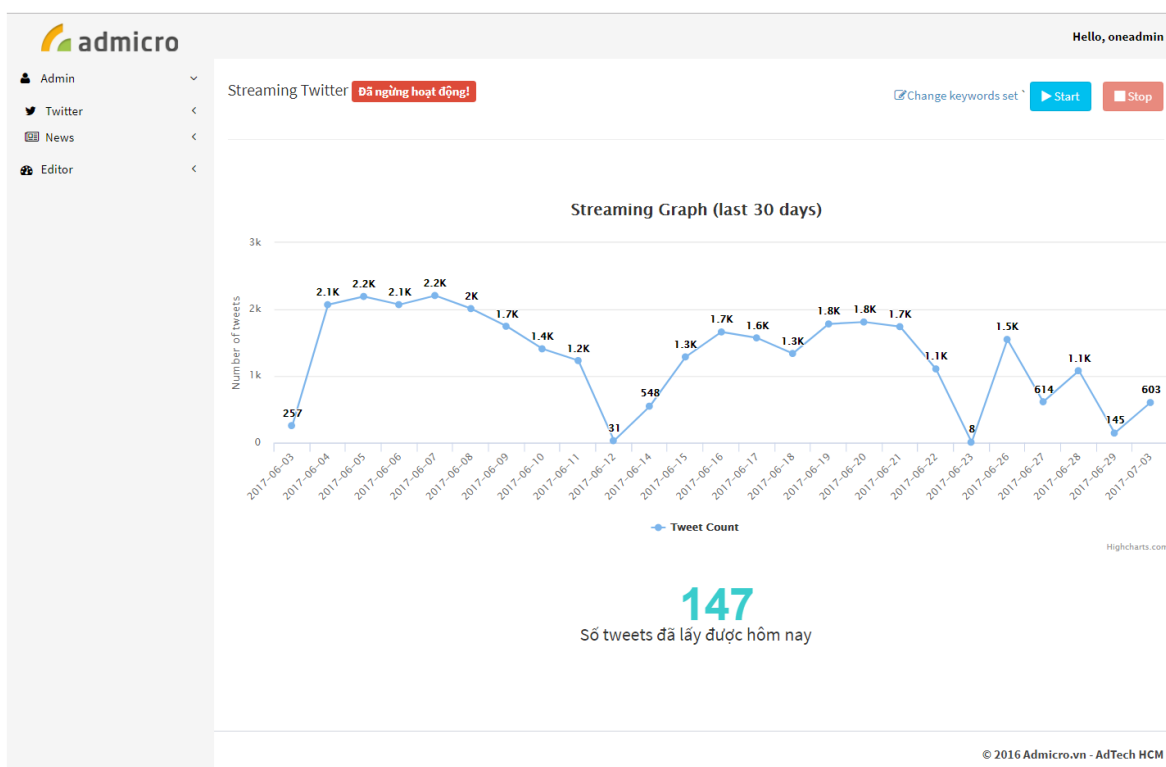 admicro
Hello, oneadmin
Admin
Twitter
News
Editor
Streaming Twitter Đã ngừng hoạt động!
Change keywords set ` Start Stop
Streaming Graph (last 30 days)
Number of tweets
3k
2k
1k
0
257
2.1K
2.2K
2.1K
2.2K
2K
1.7K
1.4K
1.2K
31
548
1.3K
1.7K
1.6K
1.3K
1.8K
1.8K
1.7K
1.1K
8
1.5K
614
1.1K
145
603
2017-06-03
2017-06-04
2017-06-05
2017-06-06
2017-06-07
2017-06-08
2017-06-09
2017-06-10
2017-06-11
2017-06-12
2017-06-14
2017-06-15
2017-06-16
2017-06-17
2017-06-18
2017-06-19
2017-06-20
2017-06-21
2017-06-22
2017-06-23
2017-06-26
2017-06-27
2017-06-28
2017-06-29
2017-07-03
Tweet Count
Highcharts.com
147
Số tweets đã lấy được hôm nay
© 2016 Admicro.vn - AdTech HCM